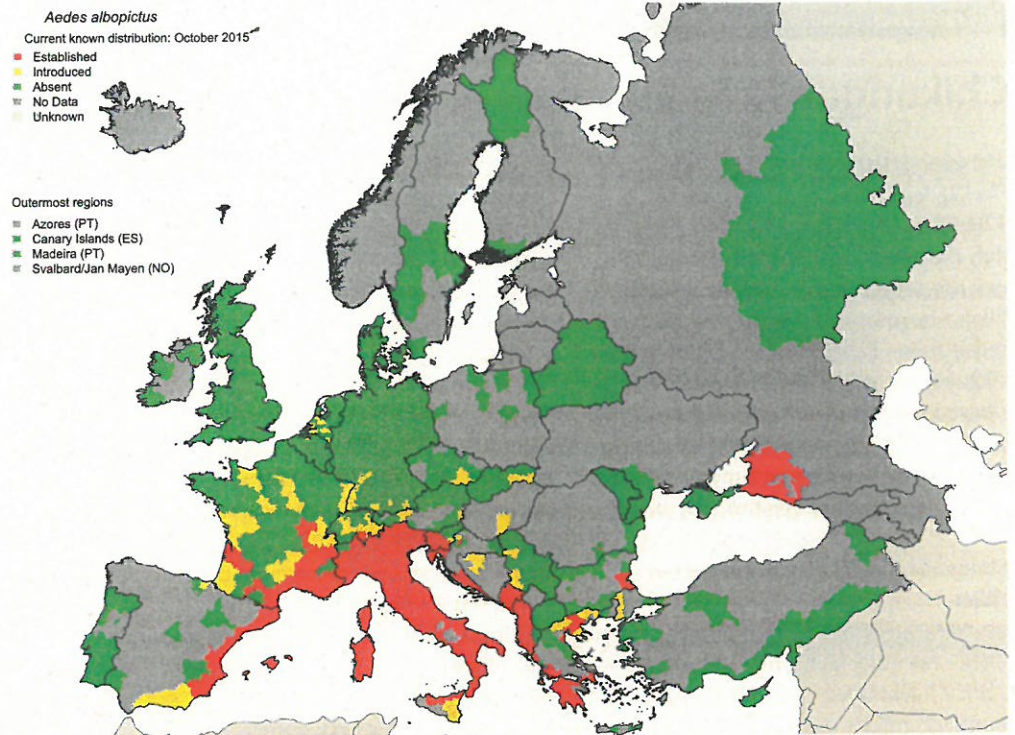 Aedes albopictus
Current known distribution: October 2015
Established
Introduced
Absent
No Data
Unknown
Outermost regions
Azores (PT)
Canary Islands (ES)
Madeira (PT)
Svalbard/Jan Mayen (NO)